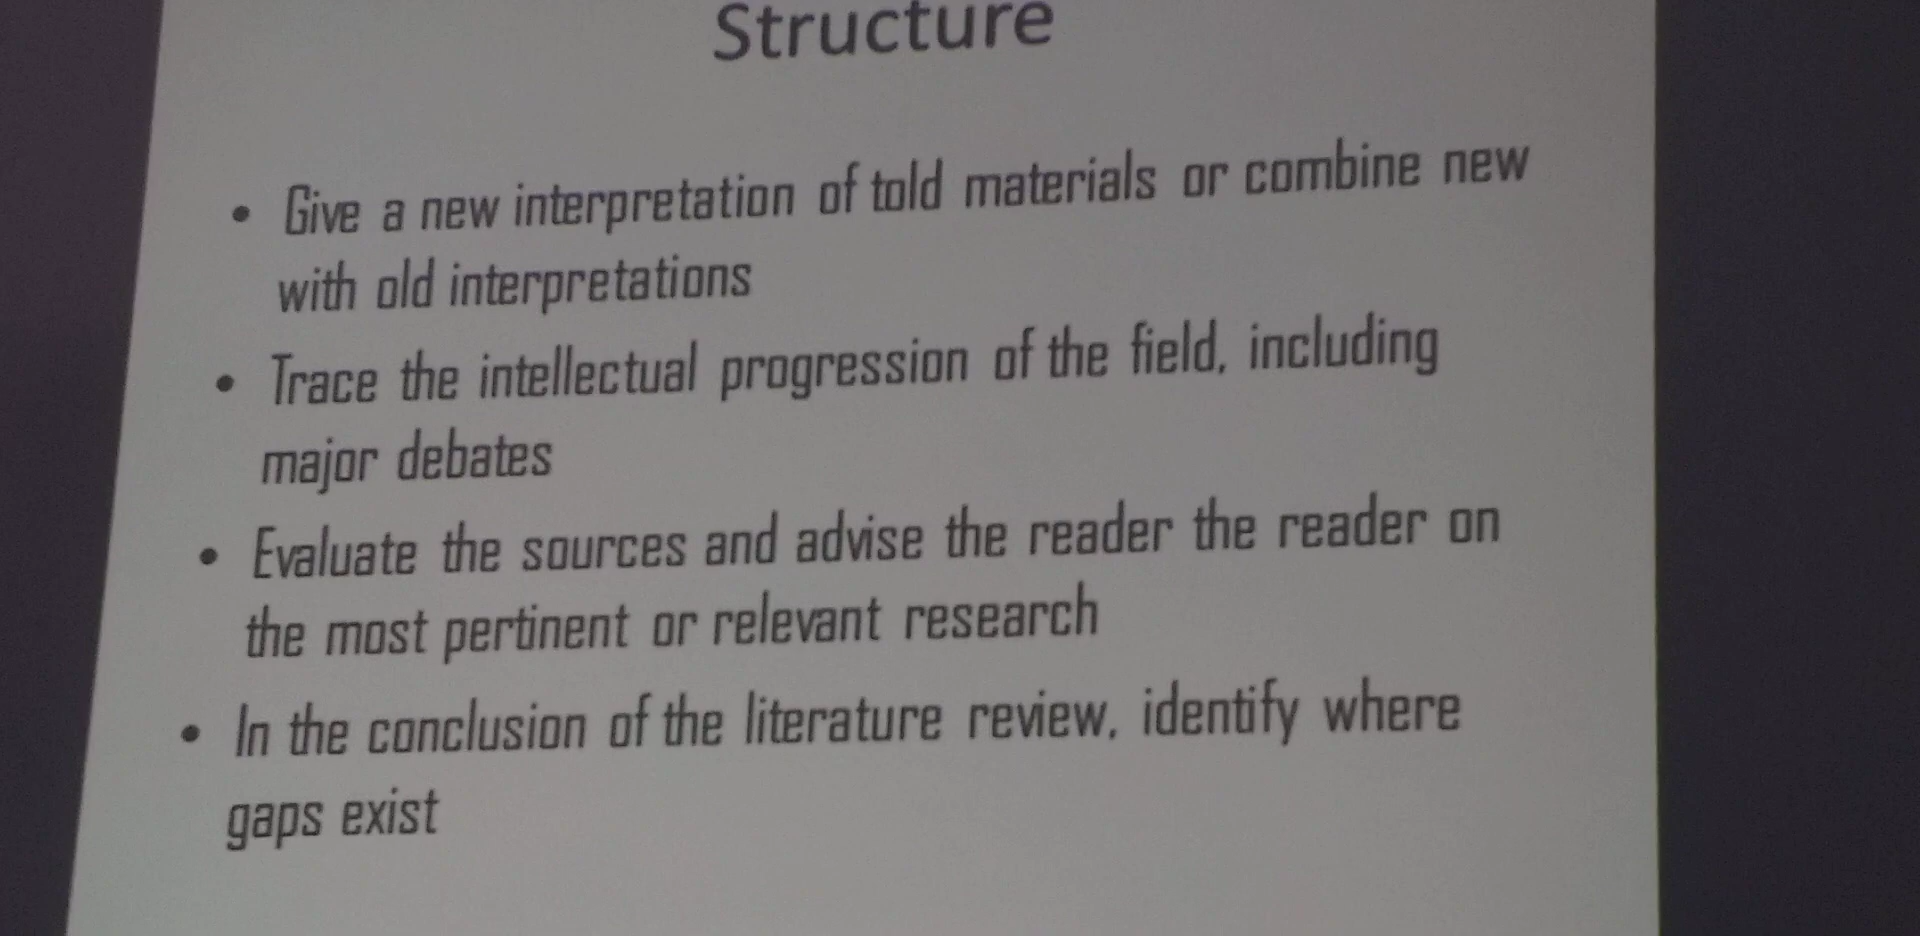 Structure
• Give a new interpretation of told materials or combine new
with old interpretations
• Trace the intellectual progression of the field, including
major debates
• Evaluate the sources and advise the reader the reader on
the most pertinent or relevant research
• In the conclusion of the literature review, identify where
gaps exist